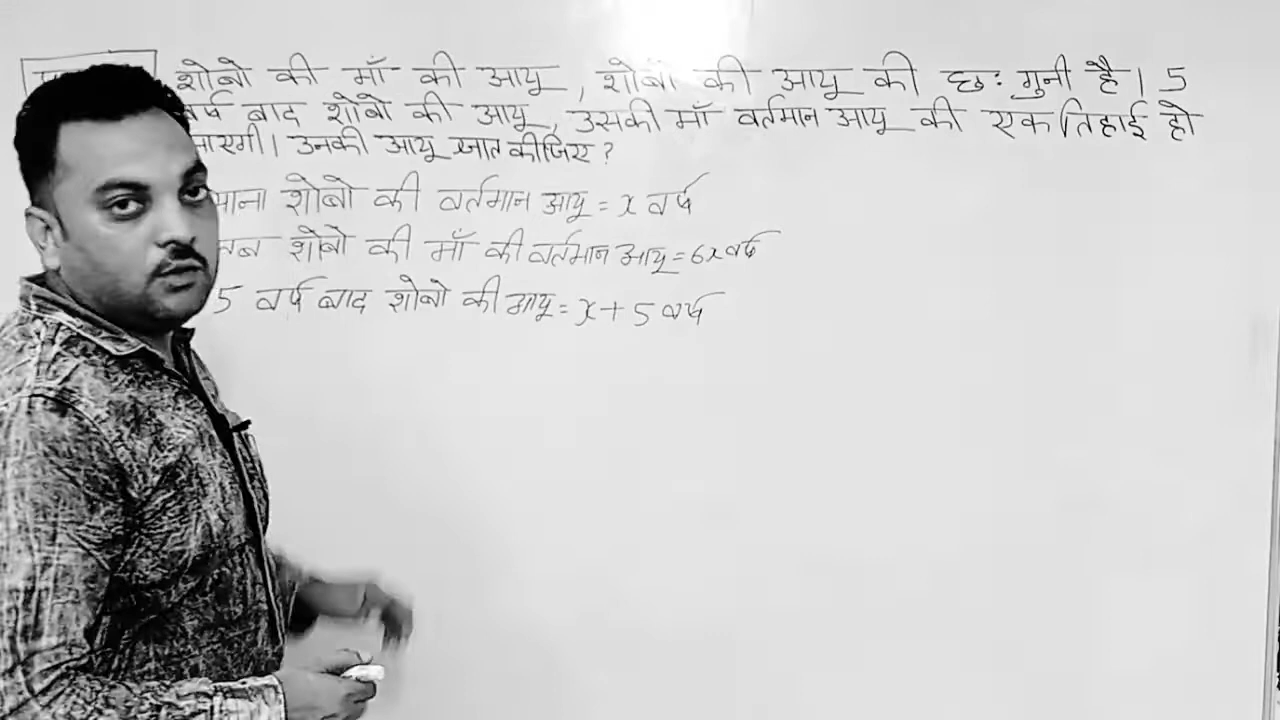 शोबो की माँ की आयु, शोबो की आयु की छः गुनी है। 5
वर्ष बाद शोबो की आयु, उसकी माँ वर्तमान आयु की एक तिहाई हो
जाएगी। उनकी आयु ज्ञात कीजिए?
माना शोबो की वर्तमान आयु = x वर्ष
तब शोबो की माँ की वर्तमान आयु = 6x वर्ष
5 वर्ष बाद शोबो की आयु = x + 5 वर्ष